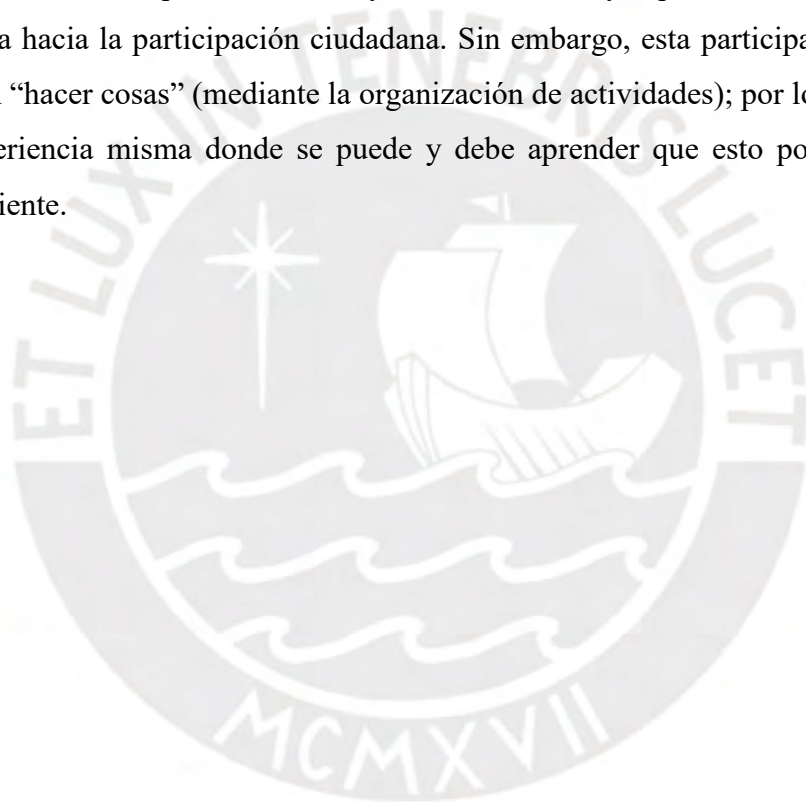 a hacia la participación ciudadana. Sin embargo, esta participa
"hacer cosas" (mediante la organización de actividades); por lo
eriencia misma donde se puede y debe aprender que esto po
iente.
ET LUX IN TENEBRIS LUCET
MCMXVII